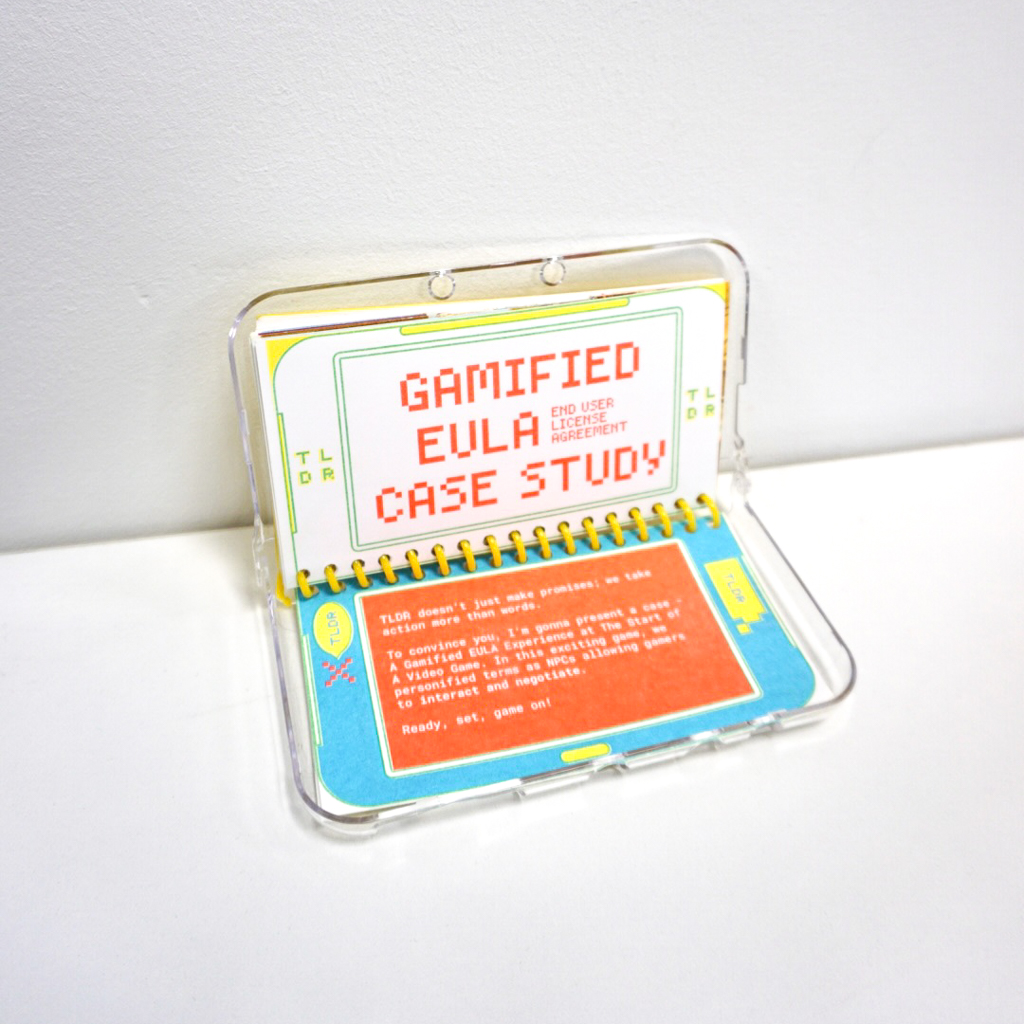 GAMIFIED
EULA
END USER
LICENSE
AGREEMENT
CASE STUDY
TL
DR
TL
DR
TLDR doesn't just make promises; we take
action more than words.
To convince you, I'm gonna present a case -
A Gamified EULA Experience at The Start of
A Video Game. In this exciting game, we
personified terms as NPCs allowing gamers
to interact and negotiate.
Ready, set, game on!
TLDR
TLDR